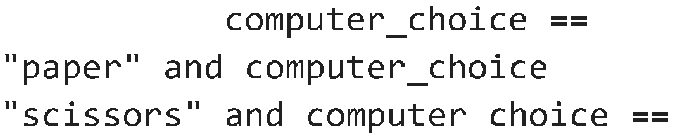 computer_choice ==
"paper" and computer_choice
"scissors" and computer choice ==